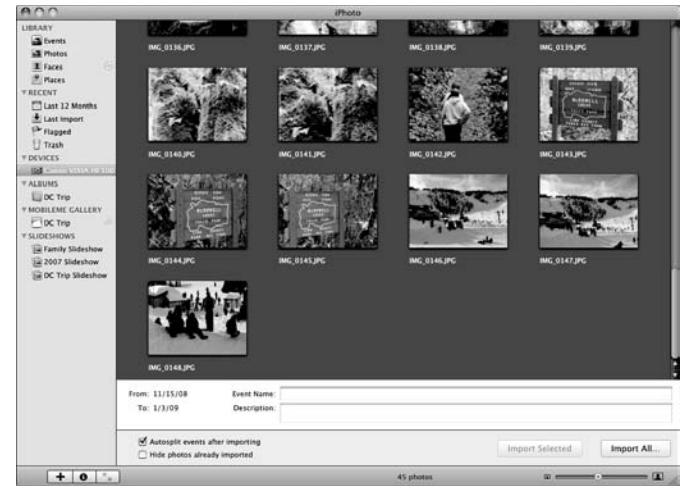 iPhoto
LIBRARY
Events
Photos
Faces
Places
RECENT
Last 12 Months
Last Import
Flagged
Trash
DEVICES
Canon VIXIA HF 100
ALBUMS
DC Trip
MOBILEME GALLERY
DC Trip
SLIDESHOWS
Family Slideshow
2007 Slideshow
DC Trip Slideshow
IMG_0136.JPG IMG_0137.JPG IMG_0138.JPG IMG_0139.JPG
IMG_0140.JPG IMG_0141.JPG IMG_0142.JPG IMG_0143.JPG
IMG_0144.JPG IMG_0145.JPG IMG_0146.JPG IMG_0147.JPG
IMG_0148.JPG
From: 11/15/08 Event Name:
To: 1/3/09 Description:
Autosplit events after importing
Hide photos already imported
Import Selected Import All...
45 photos